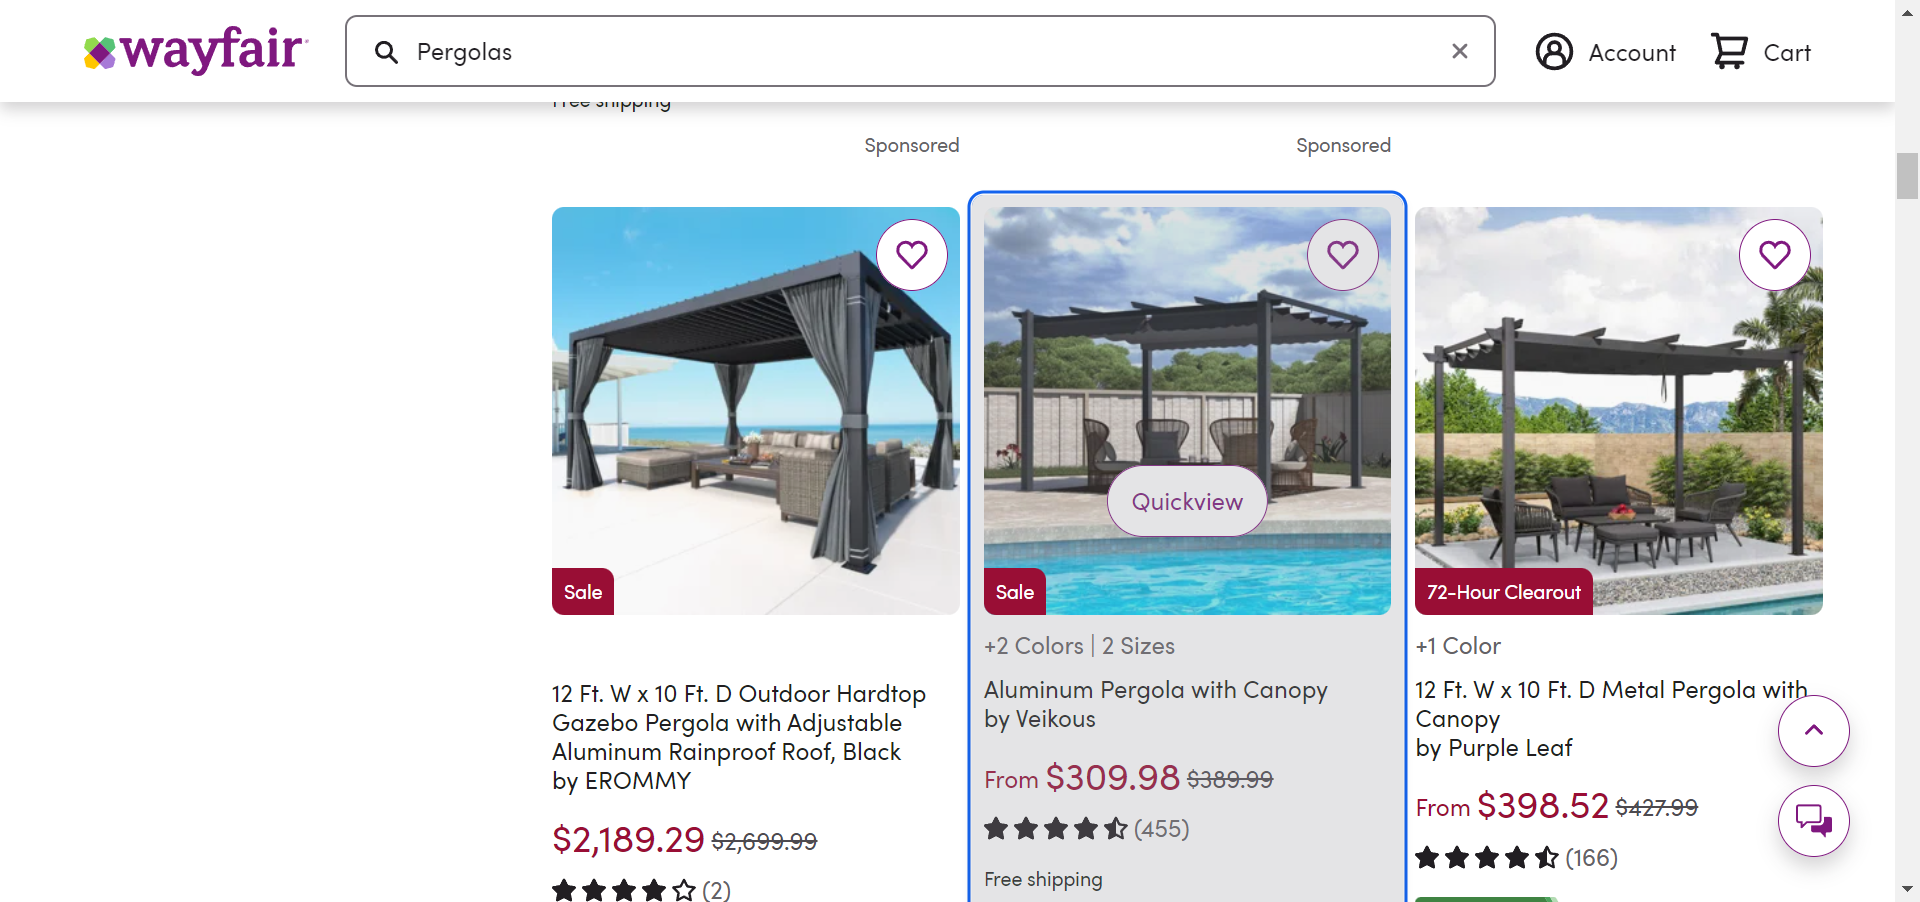 wayfair
Pergolas
Account
Cart
Free shipping
Sponsored
Sponsored
Sale
12 Ft. W x 10 Ft. D Outdoor Hardtop
Gazebo Pergola with Adjustable
Aluminum Rainproof Roof, Black
by EROMMY
$2,189.29 $2,699.99
(2)
Quickview
Sale
+2 Colors | 2 Sizes
Aluminum Pergola with Canopy
by Veikous
From $309.98 $389.99
(455)
Free shipping
72-Hour Clearout
+1 Color
12 Ft. W x 10 Ft. D Metal Pergola with
Canopy
by Purple Leaf
From $398.52 $427.99
(166)